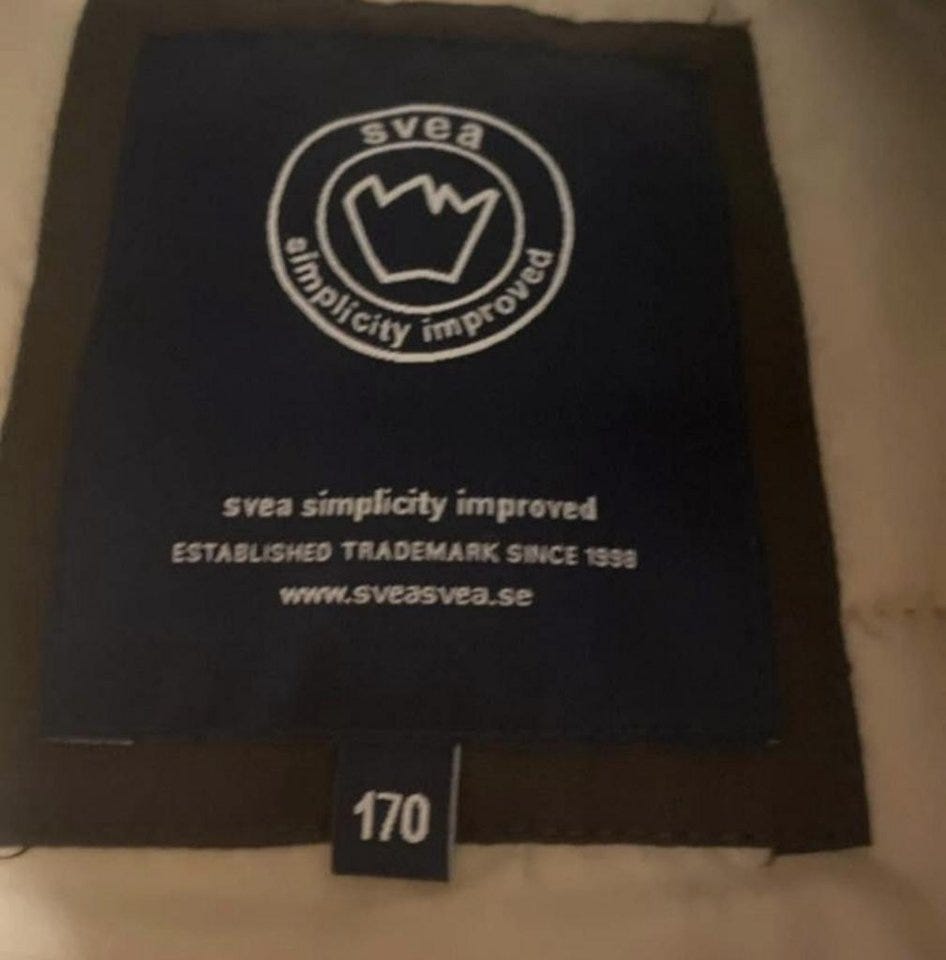 svea
simplicity improved
svea simplicity improved
ESTABLISHED TRADEMARK SINCE 1998
www.sveasvea.se
170